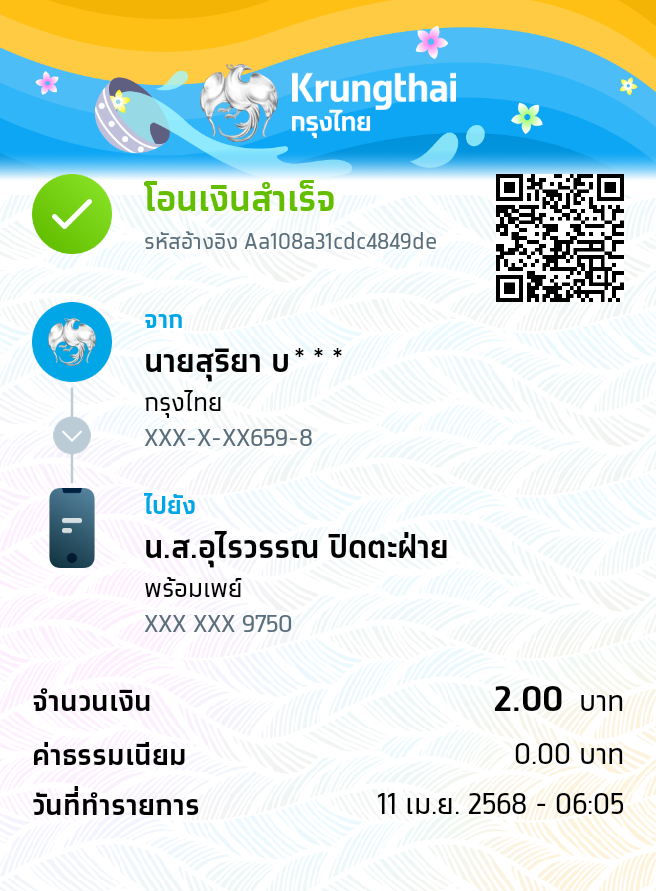 Krungthai
กรุงไทย
โอนเงินสำเร็จ
รหัสอ้างอิง Aa108a31cdc4849de
จาก
นายสุริยา บ* * *
กรุงไทย
XXX-X-XX659-8
ไปยัง
น.ส.อุไรวรรณ ปิดตะฝ่าย
พร้อมเพย์
XXX XXX 9750
จำนวนเงิน 2.00 บาท
ค่าธรรมเนียม 0.00 บาท
วันที่ทำรายการ 11 เม.ย. 2568 - 06:05